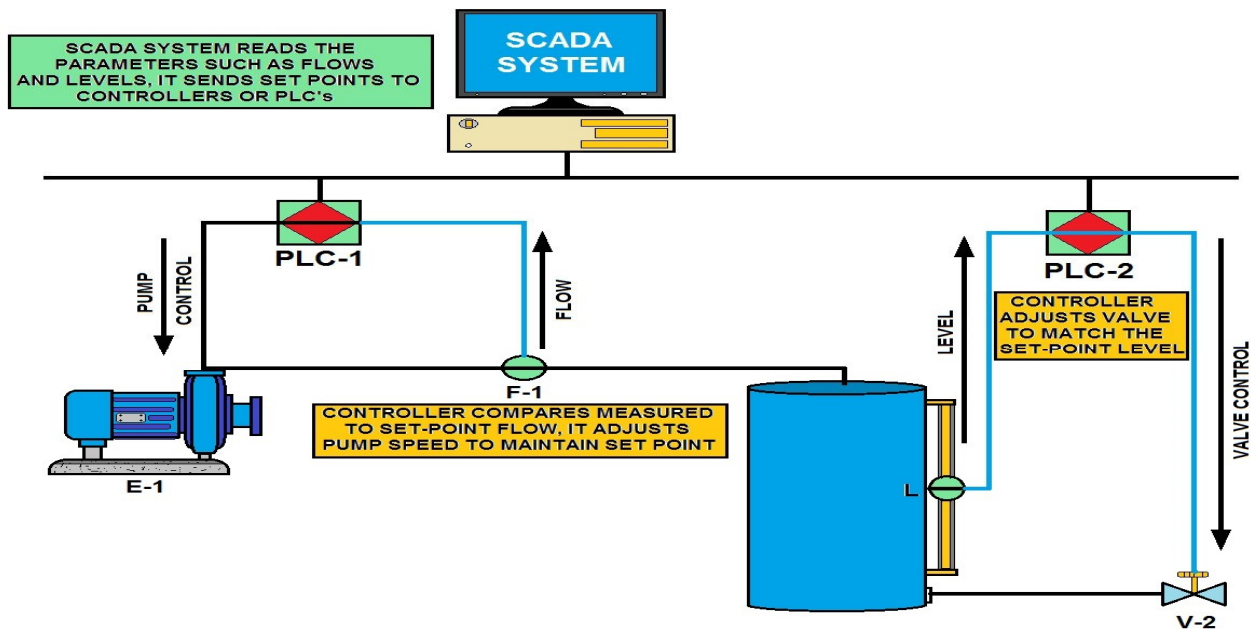 SCADA SYSTEM READS THE
PARAMETERS SUCH AS FLOWS
AND LEVELS, IT SENDS SET POINTS TO
CONTROLLERS OR PLC's
SCADA
SYSTEM
PLC-1
PLC-2
PUMP
CONTROL
FLOW
LEVEL
CONTROLLER
ADJUSTS VALVE
TO MATCH THE
SET-POINT LEVEL
VALVE CONTROL
F-1
CONTROLLER COMPARES MEASURED
TO SET-POINT FLOW, IT ADJUSTS
PUMP SPEED TO MAINTAIN SET POINT
E-1
L
V-2